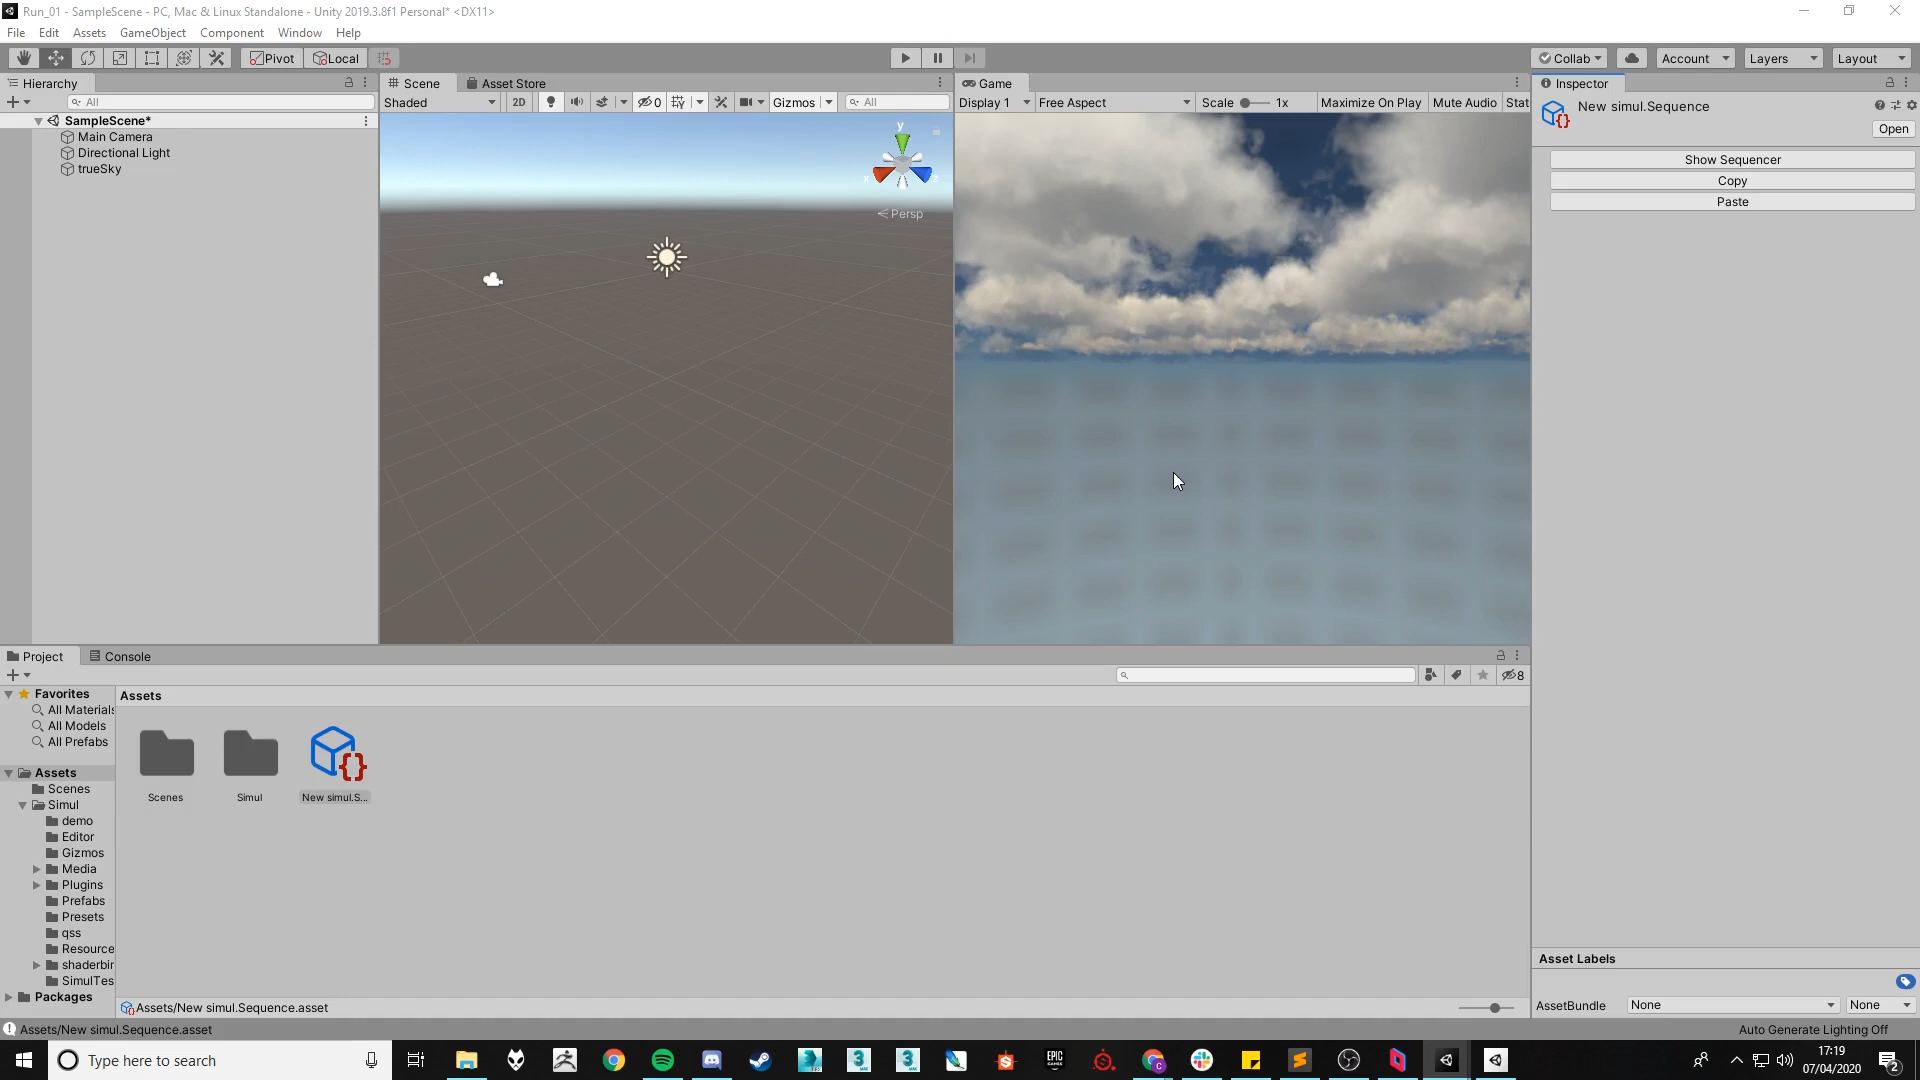 Run_01 - SampleScene - PC, Mac & Linux Standalone - Unity 2019.3.8f1 Personal* <DX11>
File Edit Assets GameObject Component Window Help
Pivot Local Collab Account Layers Layout
Hierarchy Scene Asset Store Game Inspector
All Shaded 2D 0 Gizmos All Display 1 Free Aspect Scale 1x Maximize On Play Mute Audio Stat
New simul.Sequence
Open
SampleScene*
Main Camera
Directional Light
trueSky
y
x z
Persp
Show Sequencer
Copy
Paste
Project Console
8
Favorites
All Materials
All Models
All Prefabs
Assets
Scenes
Simul
demo
Editor
Gizmos
Media
Plugins
Prefabs
Presets
qss
Resource
shaderbin
SimulTes
Packages
Assets
Scenes Simul New simul.S...
Assets/New simul.Sequence.asset
Asset Labels
AssetBundle None None
Assets/New simul.Sequence.asset
Auto Generate Lighting Off
Type here to search
EPIC GAMES
17:19
07/04/2020
2